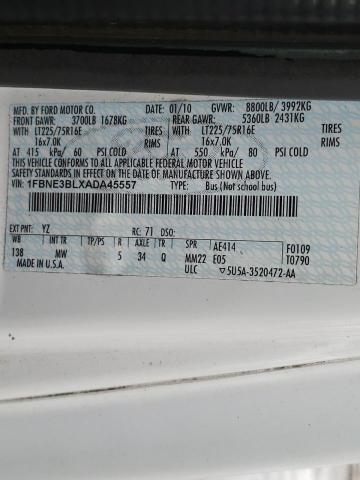 MFD. BY FORD MOTOR CO.
DATE: 01/10 GVWR: 8800LB/ 3992KG
FRONT GAWR: 3700LB 1678KG
REAR GAWR: 5360LB 2431KG
WITH LT225/75R16E TIRES
WITH LT225/75R16E TIRES
16x7.0K RIMS
16x7.0K RIMS
AT 415 kPa/ 60 PSI COLD
AT 550 kPa/ 80 PSI COLD
THIS VEHICLE CONFORMS TO ALL APPLICABLE FEDERAL MOTOR VEHICLE
SAFETY STANDARDS IN EFFECT ON THE DATE OF MANUFACTURE SHOWN ABOVE.
VIN: 1FBNE3BLXADA45557 TYPE: Bus (Not school bus)
EXT PNT: YZ RC: 71 DSO:
WB INT TR R AXLE TR SPR AE414 F0109
138 MW 5 34 Q MM22 E05 T0790
MADE IN U.S.A. ULC ▽5U5A-3520472-AA